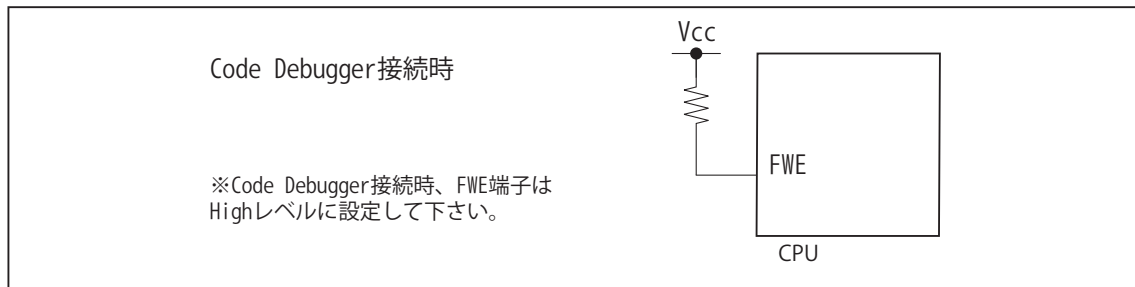 Code Debugger接続時
※Code Debugger接続時、FWE端子は
Highレベルに設定して下さい。
Vcc
FWE
CPU